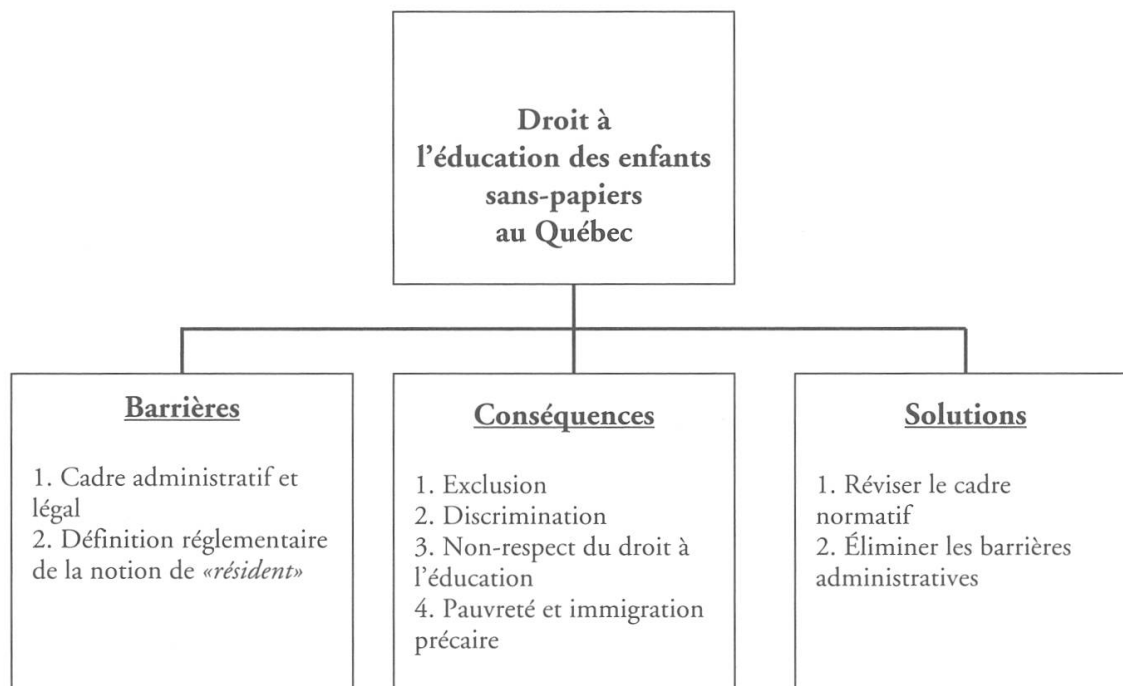 Droit à
l'éducation des enfants
sans-papiers
au Québec
Barrières
1. Cadre administratif et
légal
2. Définition réglementaire
de la notion de «résident»
Conséquences
1. Exclusion
2. Discrimination
3. Non-respect du droit à
l'éducation
4. Pauvreté et immigration
précaire
Solutions
1. Réviser le cadre
normatif
2. Éliminer les barrières
administratives